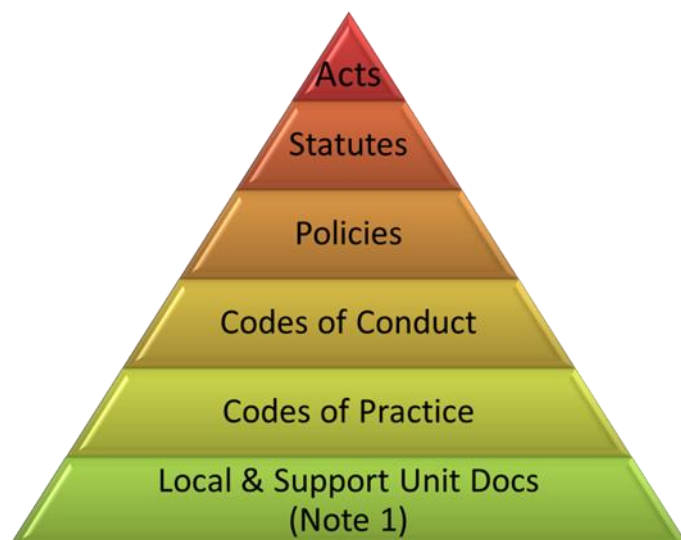 Acts
Statutes
Policies
Codes of Conduct
Codes of Practice
Local & Support Unit Docs
(Note 1)